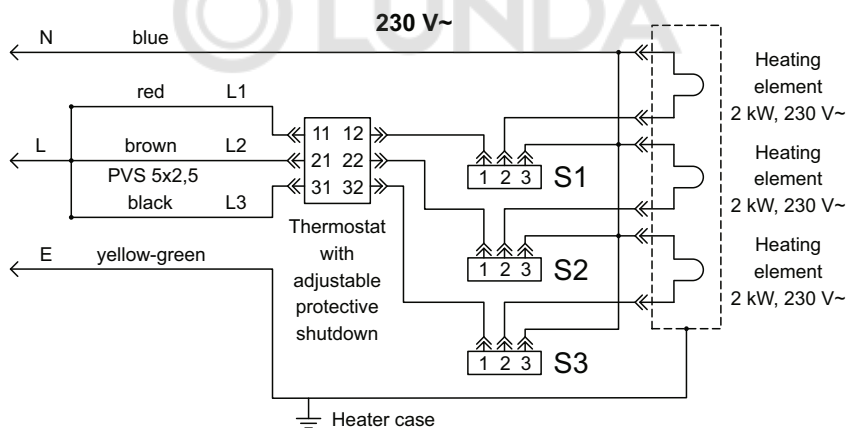 LUNDA
230 V~
N blue
red L1
L brown L2
PVS 5x2,5
black L3
E yellow-green
11 12
21 22
31 32
Thermostat
with
adjustable
protective
shutdown
1 2 3 S1
1 2 3 S2
1 2 3 S3
Heating
element
2 kW, 230 V~
Heating
element
2 kW, 230 V~
Heating
element
2 kW, 230 V~
Heater case